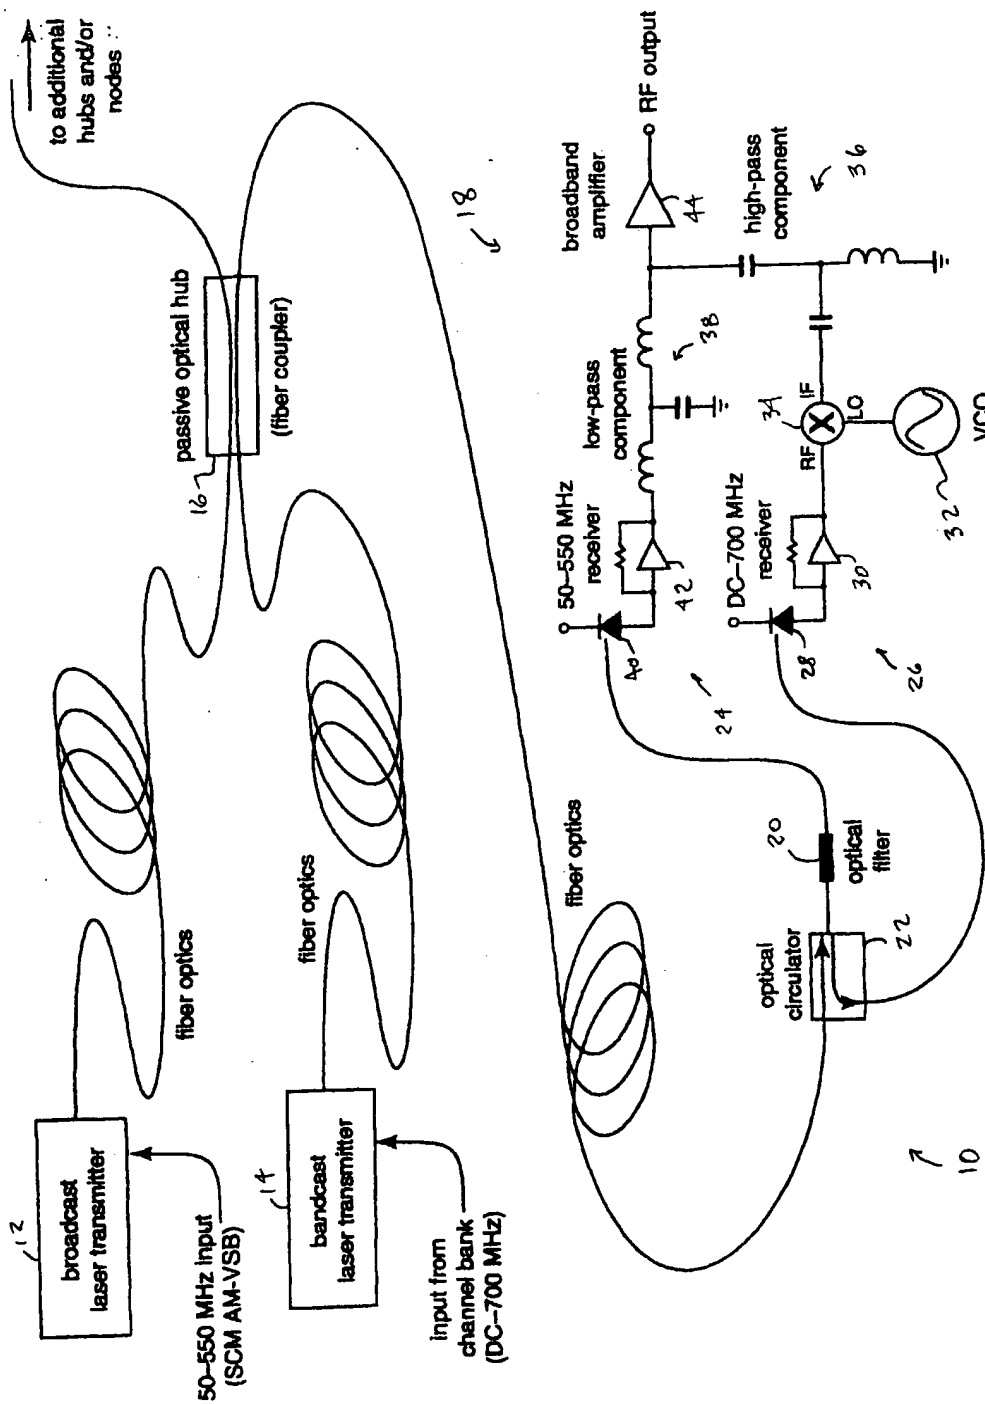 to additional
hubs and/or
nodes
passive optical hub
16
(fiber coupler)
18
fiber optics
fiber optics
fiber optics
12
broadcast
laser transmitter
50–550 MHz input
(SCM AM-VSB)
14
bandcast
laser transmitter
input from
channel bank
(DC–700 MHz)
broadband
amplifier
RF output
44
high-pass
component
36
low-pass
component
38
50–550 MHz
receiver
40
42
24
DC–700 MHz
receiver
28
30
26
RF
34
IF
LO
32
VCO
20
optical
filter
optical
circulator
22
10